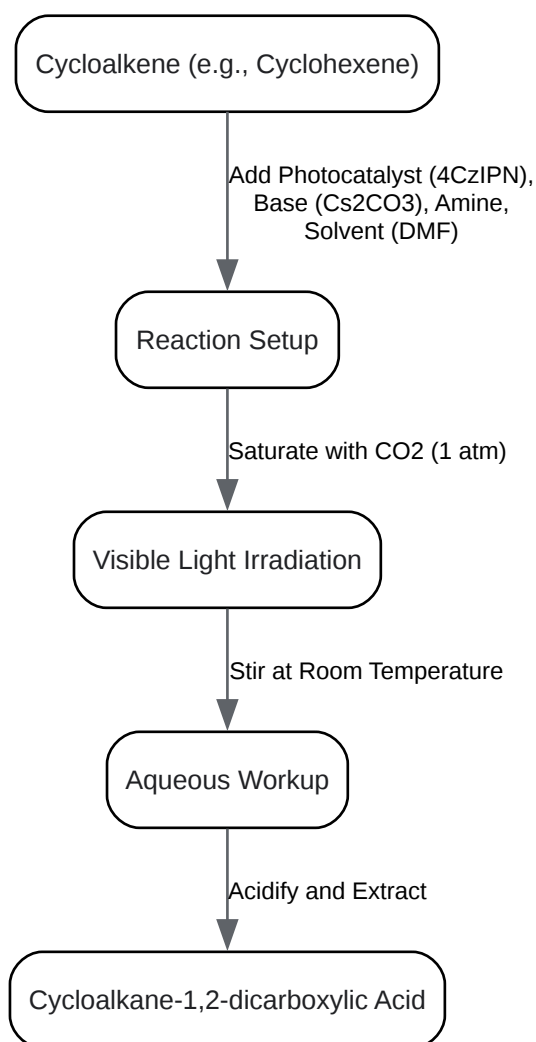 Cycloalkene (e.g., Cyclohexene)
Add Photocatalyst (4CzIPN),
Base (Cs2CO3), Amine,
Solvent (DMF)
Reaction Setup
Saturate with CO2 (1 atm)
Visible Light Irradiation
Stir at Room Temperature
Aqueous Workup
Acidify and Extract
Cycloalkane-1,2-dicarboxylic Acid